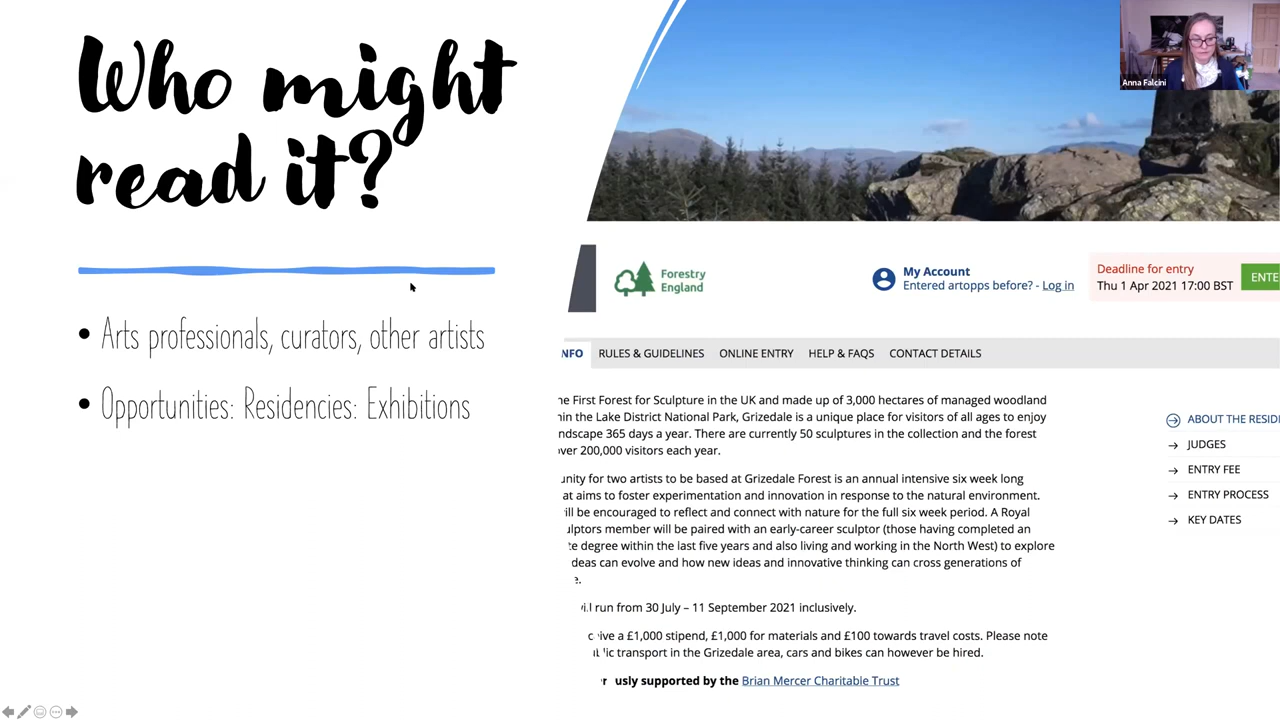 Who might
read it?
• Arts professionals, curators, other artists
• Opportunities: Residencies: Exhibitions
Anna Falcini
Forestry
England
My Account
Entered artopps before? - Log in
Deadline for entry
Thu 1 Apr 2021 17:00 BST
ENTE
NFO RULES & GUIDELINES ONLINE ENTRY HELP & FAQS CONTACT DETAILS
he First Forest for Sculpture in the UK and made up of 3,000 hectares of managed woodland
hin the Lake District National Park, Grizedale is a unique place for visitors of all ages to enjoy
ndscape 365 days a year. There are currently 50 sculptures in the collection and the forest
over 200,000 visitors each year.
unity for two artists to be based at Grizedale Forest is an annual intensive six week long
at aims to foster experimentation and innovation in response to the natural environment.
ill be encouraged to reflect and connect with nature for the full six week period. A Royal
ulptors member will be paired with an early-career sculptor (those having completed an
te degree within the last five years and also living and working in the North West) to explore
deas can evolve and how new ideas and innovative thinking can cross generations of
e.
will run from 30 July – 11 September 2021 inclusively.
ive a £1,000 stipend, £1,000 for materials and £100 towards travel costs. Please note
lic transport in the Grizedale area, cars and bikes can however be hired.
usly supported by the Brian Mercer Charitable Trust
ABOUT THE RESID
JUDGES
ENTRY FEE
ENTRY PROCESS
KEY DATES